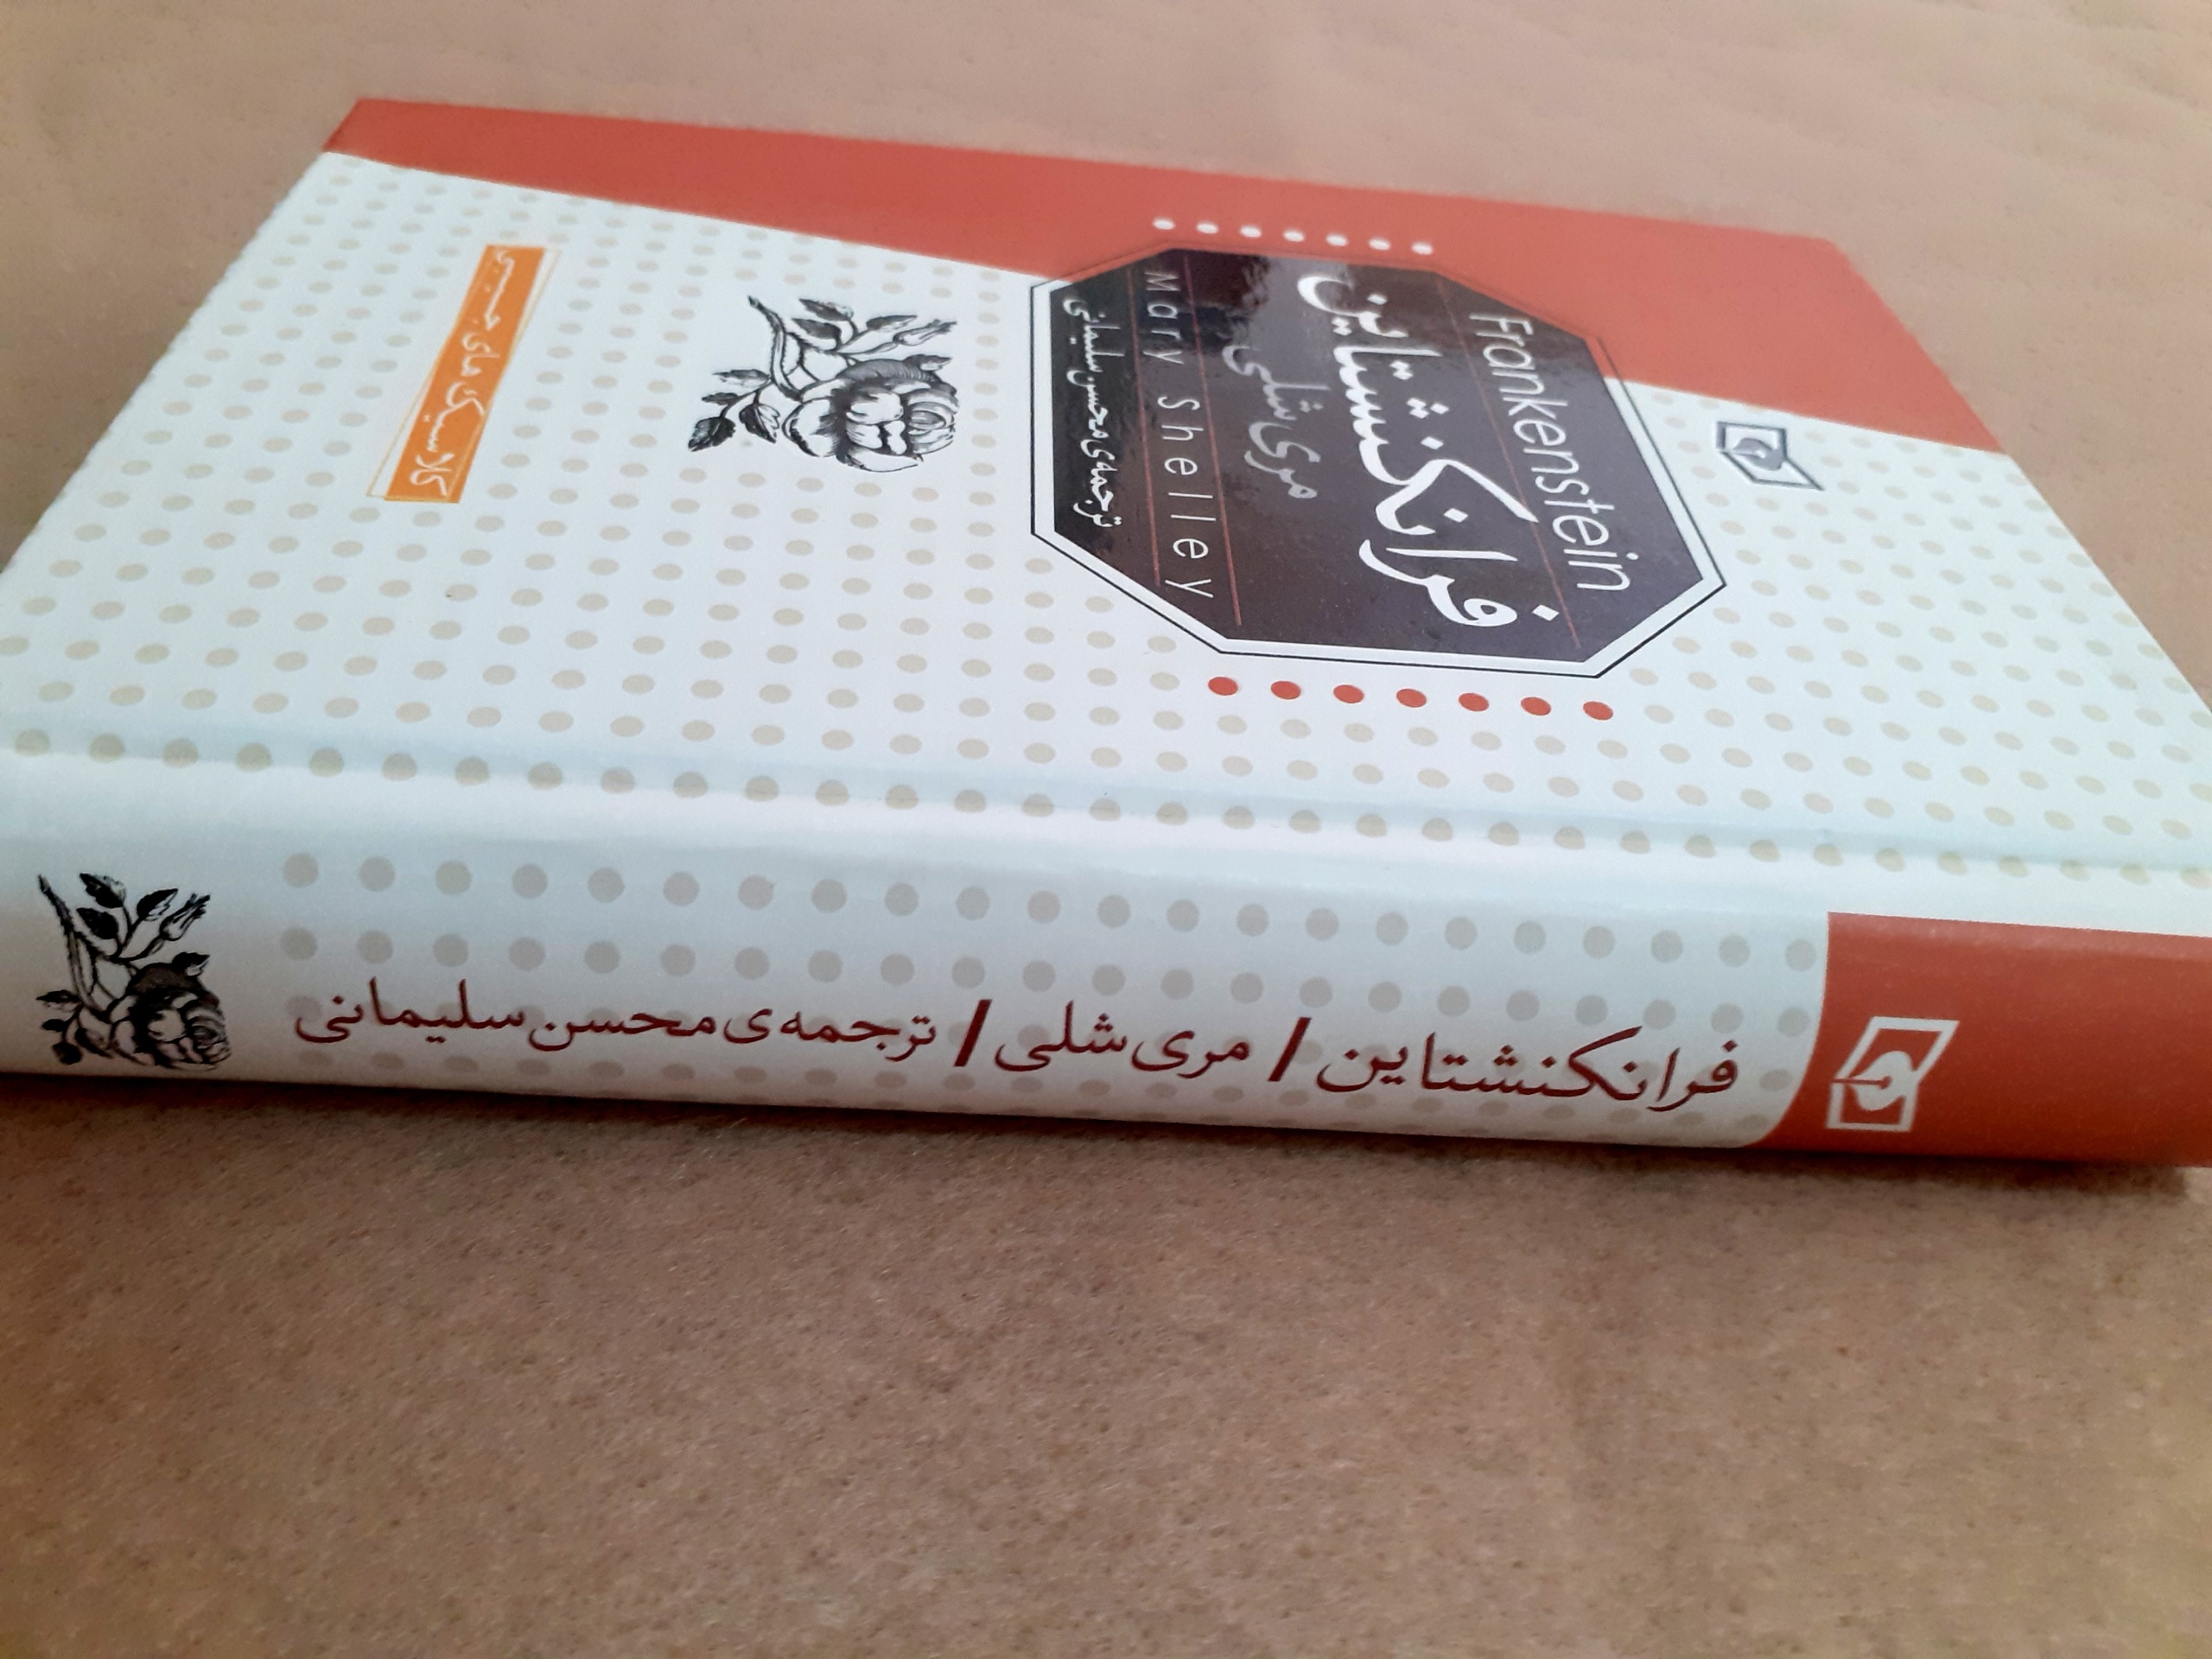 Frankenstein
فرانکنشتاین
مری شلی
Mary Shelley
ترجمه‌ی محسن سلیمانی
کلاسیک های جیبی
فرانکنشتاین / مری شلی / ترجمه‌ی محسن سلیمانی